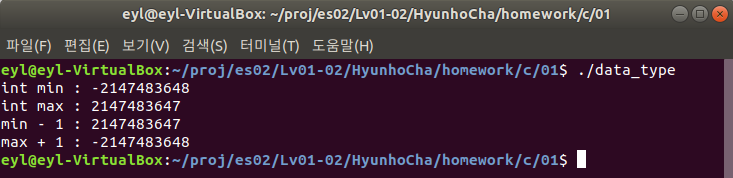 eyl@eyl-VirtualBox: ~/proj/es02/Lv01-02/HyunhoCha/homework/c/01
파일(F) 편집(E) 보기(V) 검색(S) 터미널(T) 도움말(H)
eyl@eyl-VirtualBox:~/proj/es02/Lv01-02/HyunhoCha/homework/c/01$ ./data_type
int min : -2147483648
int max : 2147483647
min - 1 : 2147483647
max + 1 : -2147483648
eyl@eyl-VirtualBox:~/proj/es02/Lv01-02/HyunhoCha/homework/c/01$